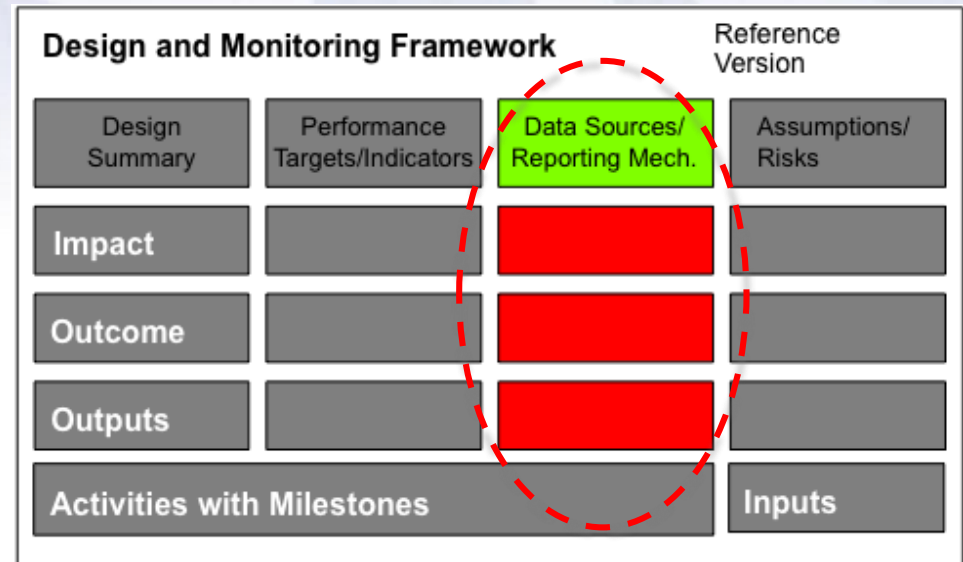 Design and Monitoring Framework
Reference
Version
Design
Summary
Performance
Targets/Indicators
Data Sources/
Reporting Mech.
Assumptions/
Risks
Impact
Outcome
Outputs
Activities with Milestones
Inputs